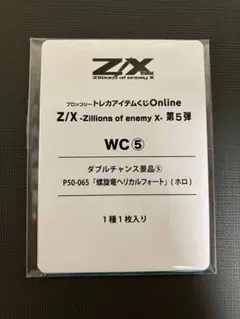 Z/X
Zillions of enemy X
ブロッコリー トレカアイテムくじOnline
Z/X -Zillions of enemy X- 第5弾
WC⑤
ダブルチャンス景品⑤
P50-065「螺旋竜ヘリカルフォート」(ホロ)
1種1枚入り